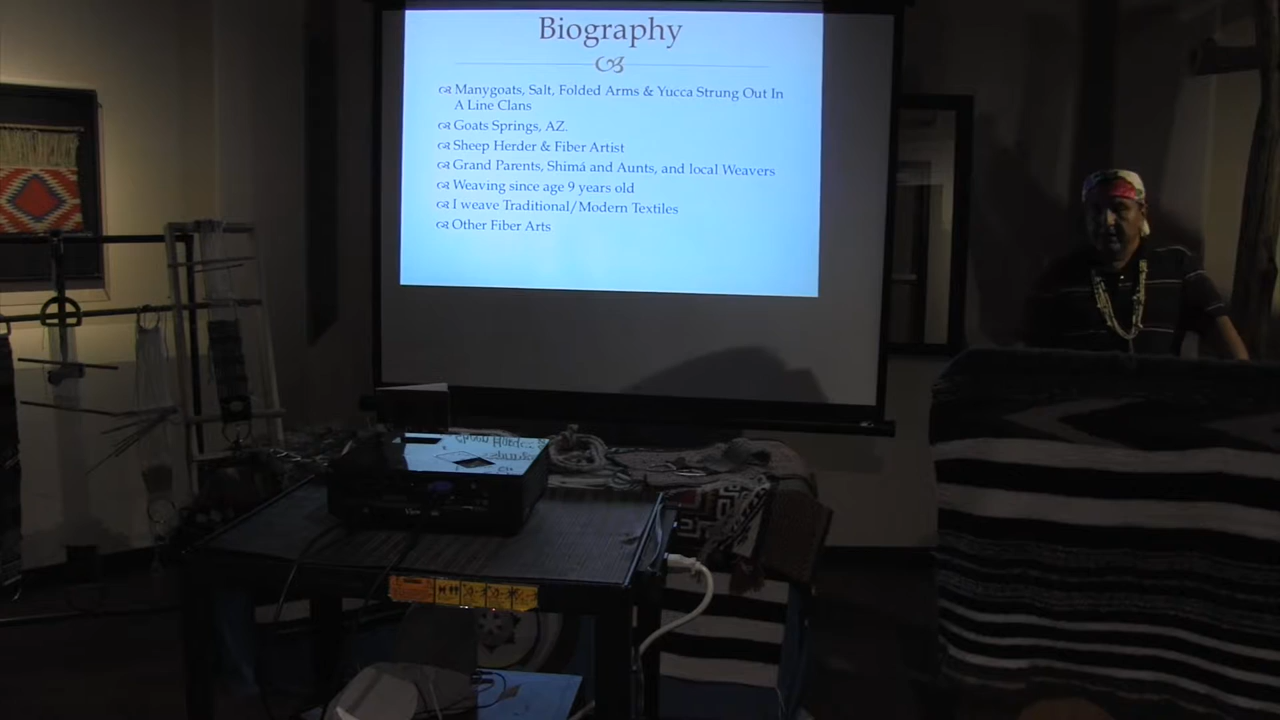 Biography
Manygoats, Salt, Folded Arms & Yucca Strung Out In
A Line Clans
Goats Springs, AZ.
Sheep Herder & Fiber Artist
Grand Parents, Shimá and Aunts, and local Weavers
Weaving since age 9 years old
I weave Traditional/Modern Textiles
Other Fiber Arts